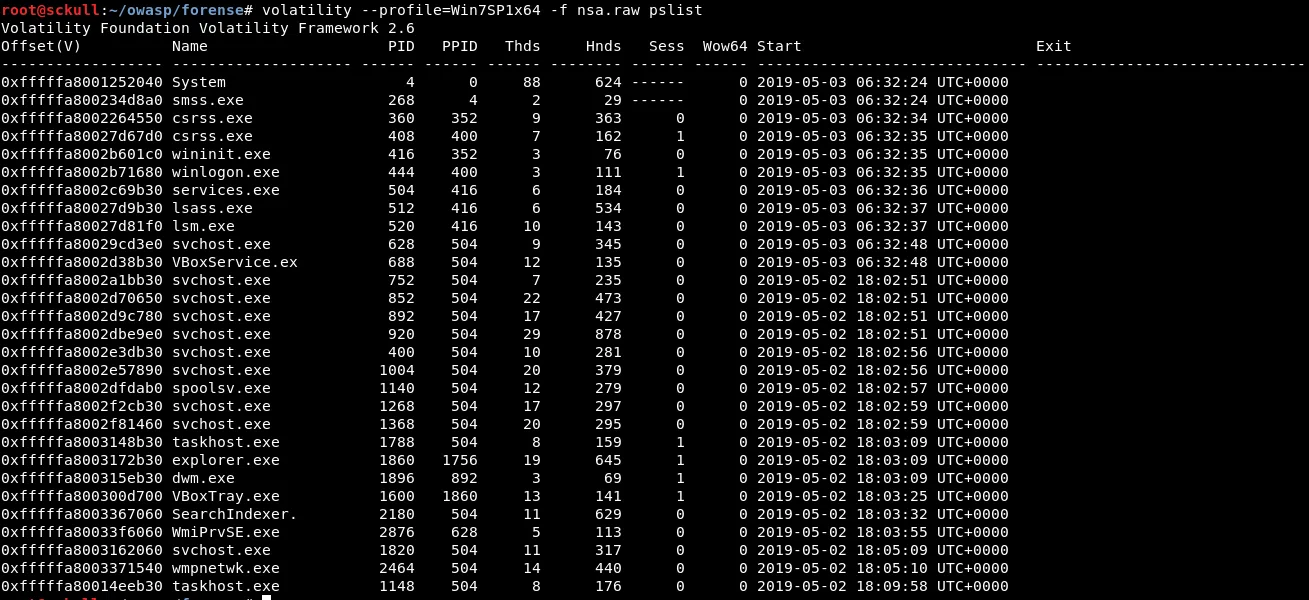 root@sckull:~/owasp/forense# volatility --profile=Win7SP1x64 -f nsa.raw pslist
Volatility Foundation Volatility Framework 2.6
Offset(V)          Name                    PID   PPID   Thds     Hnds   Sess  Wow64 Start                          Exit
------------------ -------------------- ------ ------ ------ -------- ------ ------ ------------------------------ ------------------------------
0xfffffa8001252040 System                    4      0     88      624 ------      0 2019-05-03 06:32:24 UTC+0000
0xfffffa800234d8a0 smss.exe                268      4      2       29 ------      0 2019-05-03 06:32:24 UTC+0000
0xfffffa8002264550 csrss.exe               360    352      9      363      0      0 2019-05-03 06:32:34 UTC+0000
0xfffffa80027d67d0 csrss.exe               408    400      7      162      1      0 2019-05-03 06:32:35 UTC+0000
0xfffffa8002b601c0 wininit.exe             416    352      3       76      0      0 2019-05-03 06:32:35 UTC+0000
0xfffffa8002b71680 winlogon.exe            444    400      3      111      1      0 2019-05-03 06:32:35 UTC+0000
0xfffffa8002c69b30 services.exe            504    416      6      184      0      0 2019-05-03 06:32:36 UTC+0000
0xfffffa80027d9b30 lsass.exe               512    416      6      534      0      0 2019-05-03 06:32:37 UTC+0000
0xfffffa80027d81f0 lsm.exe                 520    416     10      143      0      0 2019-05-03 06:32:37 UTC+0000
0xfffffa80029cd3e0 svchost.exe             628    504      9      345      0      0 2019-05-03 06:32:48 UTC+0000
0xfffffa8002d38b30 VBoxService.ex          688    504     12      135      0      0 2019-05-03 06:32:48 UTC+0000
0xfffffa8002a1bb30 svchost.exe             752    504      7      235      0      0 2019-05-02 18:02:51 UTC+0000
0xfffffa8002d70650 svchost.exe             852    504     22      473      0      0 2019-05-02 18:02:51 UTC+0000
0xfffffa8002d9c780 svchost.exe             892    504     17      427      0      0 2019-05-02 18:02:51 UTC+0000
0xfffffa8002dbe9e0 svchost.exe             920    504     29      878      0      0 2019-05-02 18:02:51 UTC+0000
0xfffffa8002e3db30 svchost.exe             400    504     10      281      0      0 2019-05-02 18:02:56 UTC+0000
0xfffffa8002e57890 svchost.exe            1004    504     20      379      0      0 2019-05-02 18:02:56 UTC+0000
0xfffffa8002dfdab0 spoolsv.exe            1140    504     12      279      0      0 2019-05-02 18:02:57 UTC+0000
0xfffffa8002f2cb30 svchost.exe            1268    504     17      297      0      0 2019-05-02 18:02:59 UTC+0000
0xfffffa8002f81460 svchost.exe            1368    504     20      295      0      0 2019-05-02 18:02:59 UTC+0000
0xfffffa8003148b30 taskhost.exe           1788    504      8      159      1      0 2019-05-02 18:03:09 UTC+0000
0xfffffa8003172b30 explorer.exe           1860   1756     19      645      1      0 2019-05-02 18:03:09 UTC+0000
0xfffffa800315eb30 dwm.exe                1896    892      3       69      1      0 2019-05-02 18:03:09 UTC+0000
0xfffffa800300d700 VBoxTray.exe           1600   1860     13      141      1      0 2019-05-02 18:03:25 UTC+0000
0xfffffa8003367060 SearchIndexer.         2180    504     11      629      0      0 2019-05-02 18:03:32 UTC+0000
0xfffffa80033f6060 WmiPrvSE.exe           2876    628      5      113      0      0 2019-05-02 18:03:55 UTC+0000
0xfffffa8003162060 svchost.exe            1820    504     11      317      0      0 2019-05-02 18:05:09 UTC+0000
0xfffffa8003371540 wmpnetwk.exe           2464    504     14      440      0      0 2019-05-02 18:05:10 UTC+0000
0xfffffa80014eeb30 taskhost.exe           1148    504      8      176      0      0 2019-05-02 18:09:58 UTC+0000